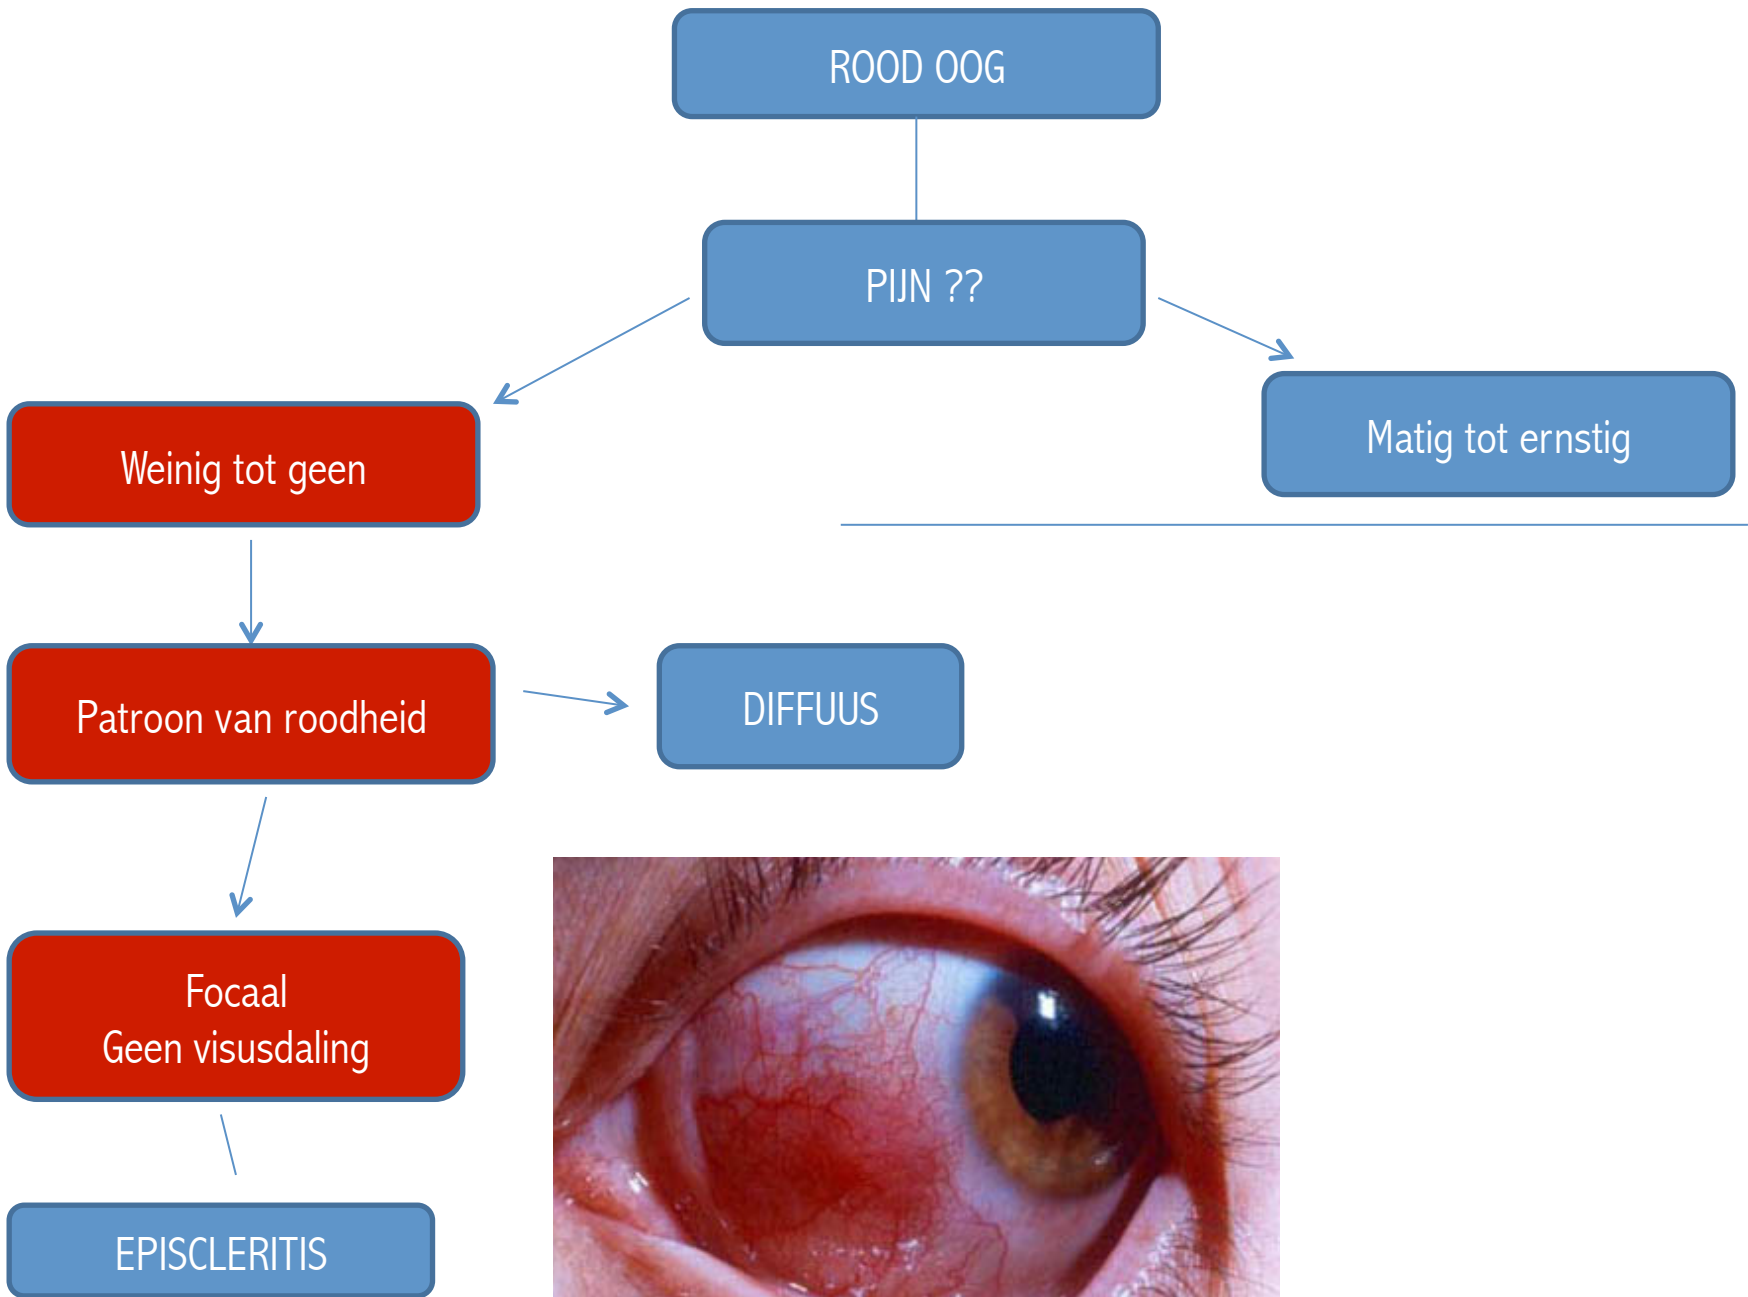 ROOD OOG
PIJN ??
Weinig tot geen
Matig tot ernstig
Patroon van roodheid
DIFFUUS
Focaal
Geen visusdaling
EPISCLERITIS